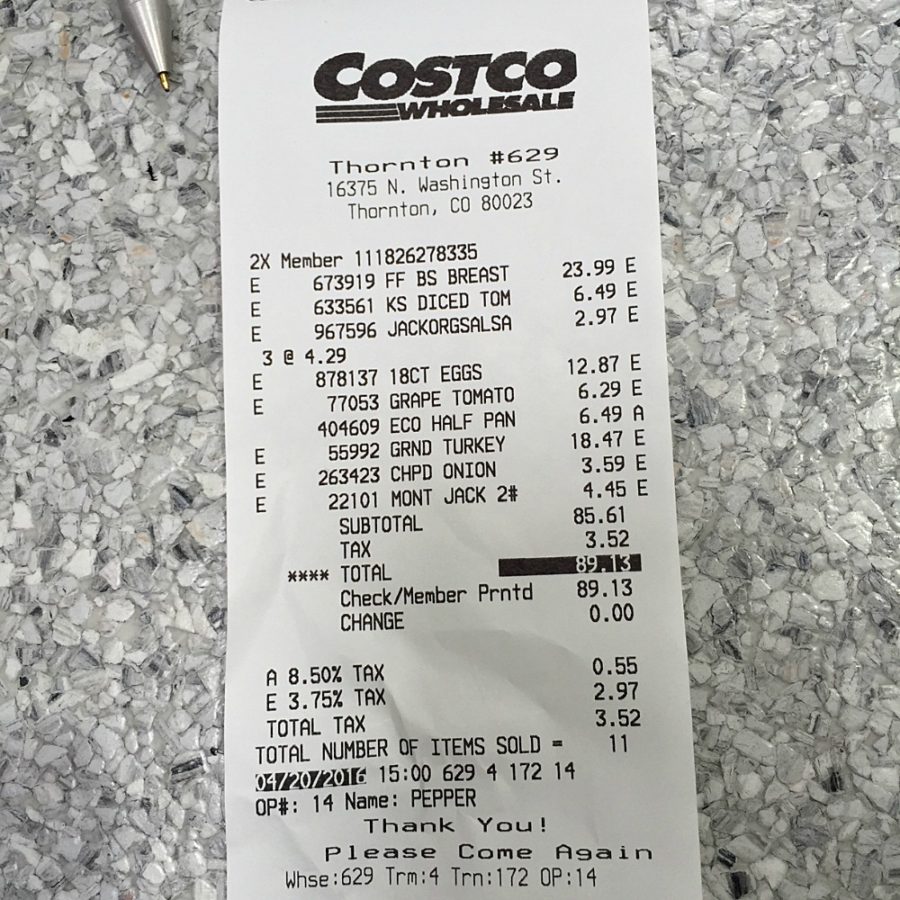 COSTCO
WHOLESALE
Thornton #629
16375 N. Washington St.
Thornton, CO 80023
2X Member 111826278335
E 673919 FF BS BREAST 23.99 E
E 633561 KS DICED TOM 6.49 E
E 967596 JACKORGSALSA 2.97 E
3 @ 4.29
E 878137 18CT EGGS 12.87 E
E 77053 GRAPE TOMATO 6.29 E
404609 ECO HALF PAN 6.49 A
E 55992 GRND TURKEY 18.47 E
E 263423 CHPD ONION 3.59 E
E 22101 MONT JACK 2# 4.45 E
SUBTOTAL 85.61
TAX 3.52
**** TOTAL 89.13
Check/Member Prntd 89.13
CHANGE 0.00
A 8.50% TAX 0.55
E 3.75% TAX 2.97
TOTAL TAX 3.52
TOTAL NUMBER OF ITEMS SOLD = 11
04/20/2016 15:00 629 4 172 14
OP#: 14 Name: PEPPER
Thank You!
Please Come Again
Whse:629 Trm:4 Trn:172 OP:14